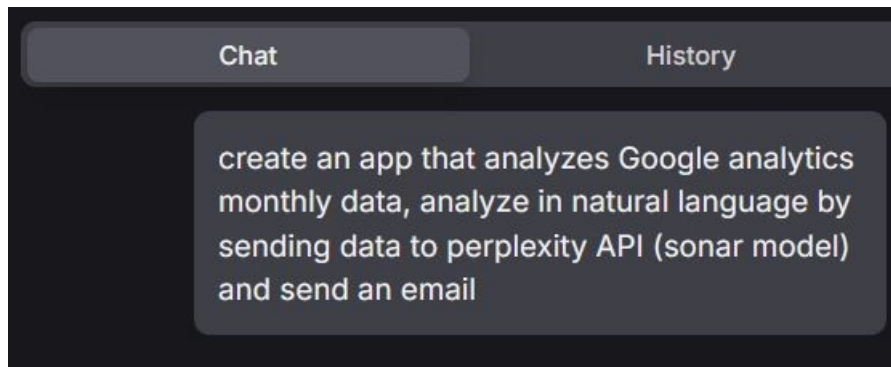 Chat
History
create an app that analyzes Google analytics
monthly data, analyze in natural language by
sending data to perplexity API (sonar model)
and send an email